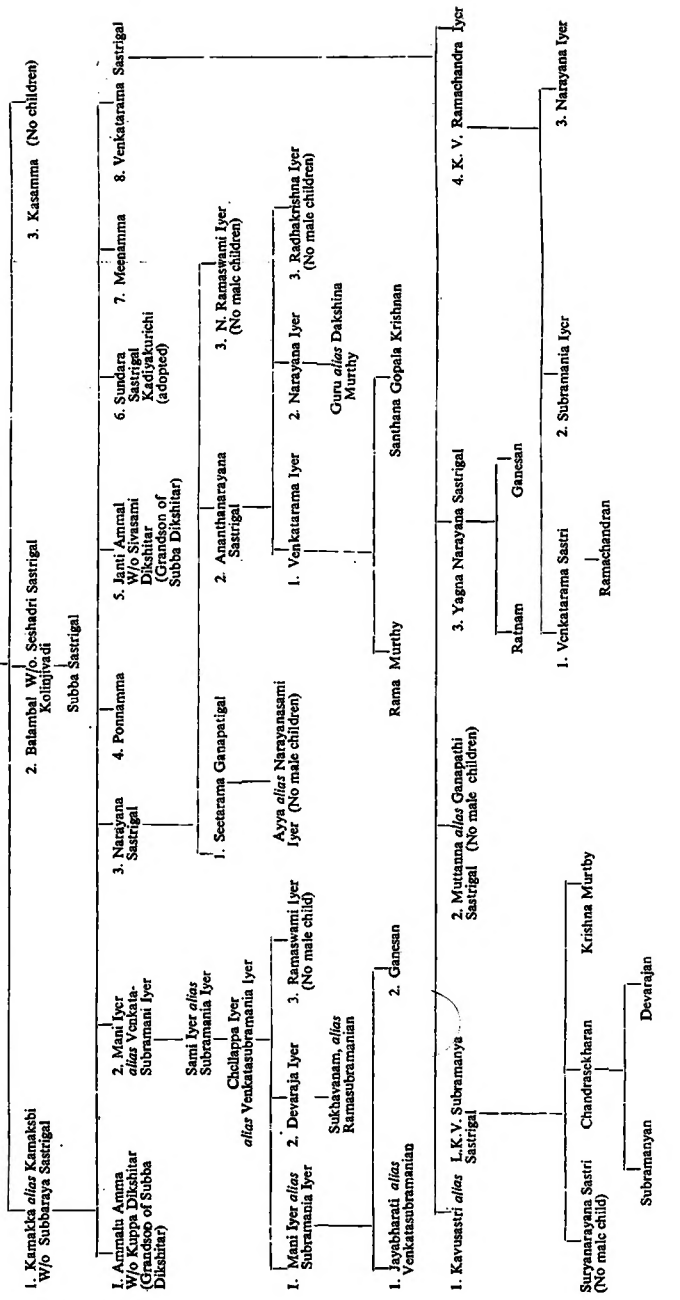 1. Kamakka alias Kamakshi
W/o Subbaraya Sastrigal
2. Balambal W/o. Seshadri Sastrigal
Kolinjivadi
Subba Sastrigal
3. Kasamma (No children)
1. Ammalu Amma
W/o Kuppa Dikshitar
(Grandson of Subba
Dikshitar)
2. Mani Iyer
alias Venkata-
Subramani Iyer
3. Narayana
Sastrigal
4. Ponnamma
5. Janti Ammal
W/o Sivasami
Dikshitar
(Grandson of
Subba Dikshitar)
6. Sundara
Sastrigal
Kadiyakurichi
(adopted)
7. Meenamma
8. Venkatarama Sastrigal
Sami Iyer alias
Subramania Iyer
Chellappa Iyer
alias Venkatasubramania Iyer
1. Seetarama Ganapatigal
2. Ananthanarayana
Sastrigal
3. N. Ramaswami Iyer
(No male children)
1. Mani Iyer alias
Subramania Iyer
2. Devaraja Iyer
3. Ramaswami Iyer
(No male child)
Sukhavanam, alias
Ramasubramanian
Ayya alias Narayanasami
Iyer (No male children)
1. Venkatarama Iyer
2. Narayana Iyer
3. Radhakrishna Iyer
(No male children)
Guru alias Dakshina
Murthy
1. Jayabharati alias
Venkatasubramanian
2. Ganesan
Rama Murthy
Santhana Gopala Krishnan
1. Kavusastri alias L.K.V. Subramanya
Sastrigal
2. Muttanna alias Ganapathi
Sastrigal (No male children)
3. Yagna Narayana Sastrigal
4. K. V. Ramachandra Iyer
Ratnam
Ganesan
1. Venkatarama Sastri
2. Subramania Iyer
3. Narayana Iyer
Ramachandran
Suryanarayana Sastri
(No male child)
Chandrasekharan
Krishna Murthy
Subramanyan
Devarajan